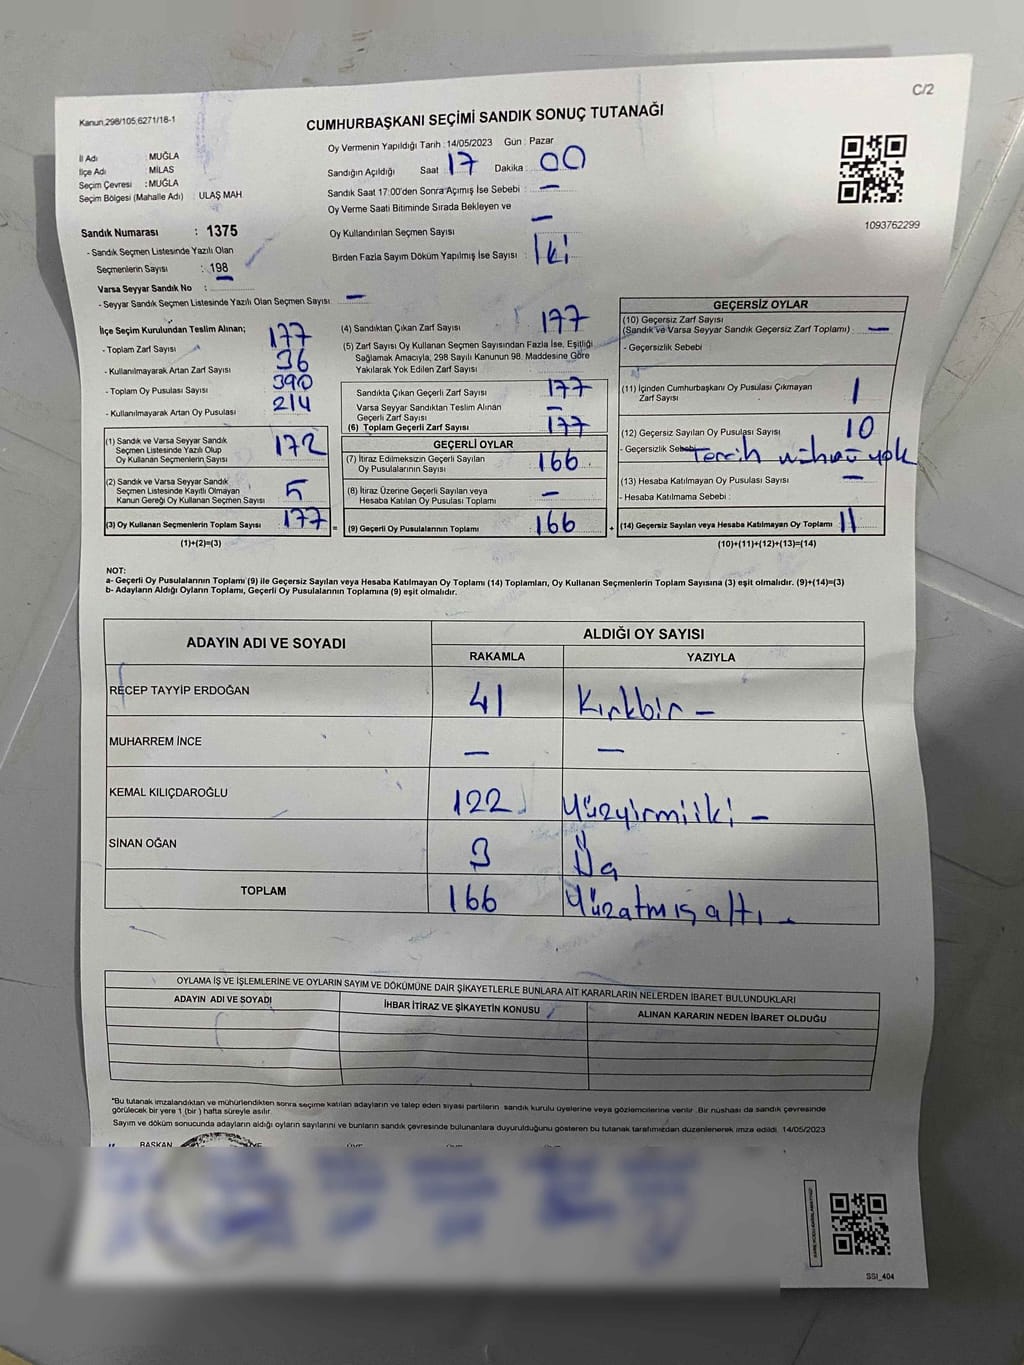 C/2
Kanun 298/105 6271/18-1
CUMHURBAŞKANI SEÇİMİ SANDIK SONUÇ TUTANAĞI
İl Adı : MUĞLA
İlçe Adı : MİLAS
Seçim Çevresi : MUĞLA
Seçim Bölgesi (Mahalle Adı) : ULAŞ MAH
Oy Vermenin Yapıldığı Tarih : 14/05/2023 Gün : Pazar
Sandığın Açıldığı Saat 17 Dakika : 00
Sandık Saat 17:00'den Sonra Açımış İse Sebebi : —
Oy Verme Saati Bitiminde Sırada Bekleyen ve
Oy Kullandırılan Seçmen Sayısı —
Birden Fazla Sayım Döküm Yapılmış İse Sayısı : İki
1093762299
Sandık Numarası : 1375
- Sandık Seçmen Listesinde Yazılı Olan
Seçmenlerin Sayısı : 198
Varsa Seyyar Sandık No : —
- Seyyar Sandık Seçmen Listesinde Yazılı Olan Seçmen Sayısı : —
İlçe Seçim Kurulundan Teslim Alınan;
- Toplam Zarf Sayısı 177
- Kullanılmayarak Artan Zarf Sayısı 36
- Toplam Oy Pusulası Sayısı 390
- Kullanılmayarak Artan Oy Pusulası 214
(1) Sandık ve Varsa Seyyar Sandık
Seçmen Listesinde Yazılı Olup
Oy Kullanan Seçmenlerin Sayısı 172
(2) Sandık ve Varsa Seyyar Sandık
Seçmen Listesinde Kayıtlı Olmayan
Kanun Gereği Oy Kullanan Seçmen Sayısı 5
(3) Oy Kullanan Seçmenlerin Toplam Sayısı 177 =
(1)+(2)=(3)
(4) Sandıktan Çıkan Zarf Sayısı 177
(5) Zarf Sayısı Oy Kullanan Seçmen Sayısından Fazla İse, Eşitliği
Sağlamak Amacıyla, 298 Sayılı Kanunun 98. Maddesine Göre
Yakılarak Yok Edilen Zarf Sayısı
Sandıkta Çıkan Geçerli Zarf Sayısı 177
Varsa Seyyar Sandıktan Teslim Alınan
Geçerli Zarf Sayısı —
(6) Toplam Geçerli Zarf Sayısı 177
GEÇERLİ OYLAR
(7) İtiraz Edilmeksizin Geçerli Sayılan
Oy Pusulalarının Sayısı 166
(8) İtiraz Üzerine Geçerli Sayılan veya
Hesaba Katılan Oy Pusulası Toplamı —
(9) Geçerli Oy Pusulalarının Toplamı 166 +
GEÇERSİZ OYLAR
(10) Geçersiz Zarf Sayısı
(Sandık ve Varsa Seyyar Sandık Geçersiz Zarf Toplamı) : —
- Geçersizlik Sebebi
(11) İçinden Cumhurbaşkanı Oy Pusulası Çıkmayan
Zarf Sayısı 1
(12) Geçersiz Sayılan Oy Pusulası Sayısı 10
- Geçersizlik Sebebi Tercih mührü yok
(13) Hesaba Katılmayan Oy Pusulası Sayısı —
- Hesaba Katılmama Sebebi :
(14) Geçersiz Sayılan veya Hesaba Katılmayan Oy Toplamı 11
(10)+(11)+(12)+(13)=(14)
NOT:
a- Geçerli Oy Pusulalarının Toplamı (9) ile Geçersiz Sayılan veya Hesaba Katılmayan Oy Toplamı (14) Toplamları, Oy Kullanan Seçmenlerin Toplam Sayısına (3) eşit olmalıdır. (9)+(14)=(3)
b- Adayların Aldığı Oyların Toplamı, Geçerli Oy Pusulalarının Toplamına (9) eşit olmalıdır.
ADAYIN ADI VE SOYADI
ALDIĞI OY SAYISI
RAKAMLA YAZIYLA
RECEP TAYYİP ERDOĞAN 41 Kırkbir —
MUHARREM İNCE — —
KEMAL KILIÇDAROĞLU 122 Yüzyirmiiki —
SİNAN OĞAN 3 Üç
TOPLAM 166 Yüzatmışaltı —
OYLAMA İŞ VE İŞLEMLERİNE VE OYLARIN SAYIM VE DÖKÜMÜNE DAİR ŞİKAYETLERLE BUNLARA AİT KARARLARIN NELERDEN İBARET BULUNDUKLARI
ADAYIN ADI VE SOYADI İHBAR İTİRAZ VE ŞİKAYETİN KONUSU ALINAN KARARIN NEDEN İBARET OLDUĞU
*Bu tutanak imzalandıktan ve mühürlendikten sonra seçime katılan adayların ve talep eden siyasi partilerin sandık kurulu üyelerine veya gözlemcilerine verilir. Bir nüshası da sandık çevresinde
görülecek bir yere 1 (bir) hafta süreyle asılır.
Sayım ve döküm sonucunda adayların aldığı oyların sayılarını ve bunların sandık çevresinde bulunanlara duyurulduğunu gösteren bu tutanak tarafımızdan düzenlenerek imza edildi. 14/05/2023
BAŞKAN
SSI_404